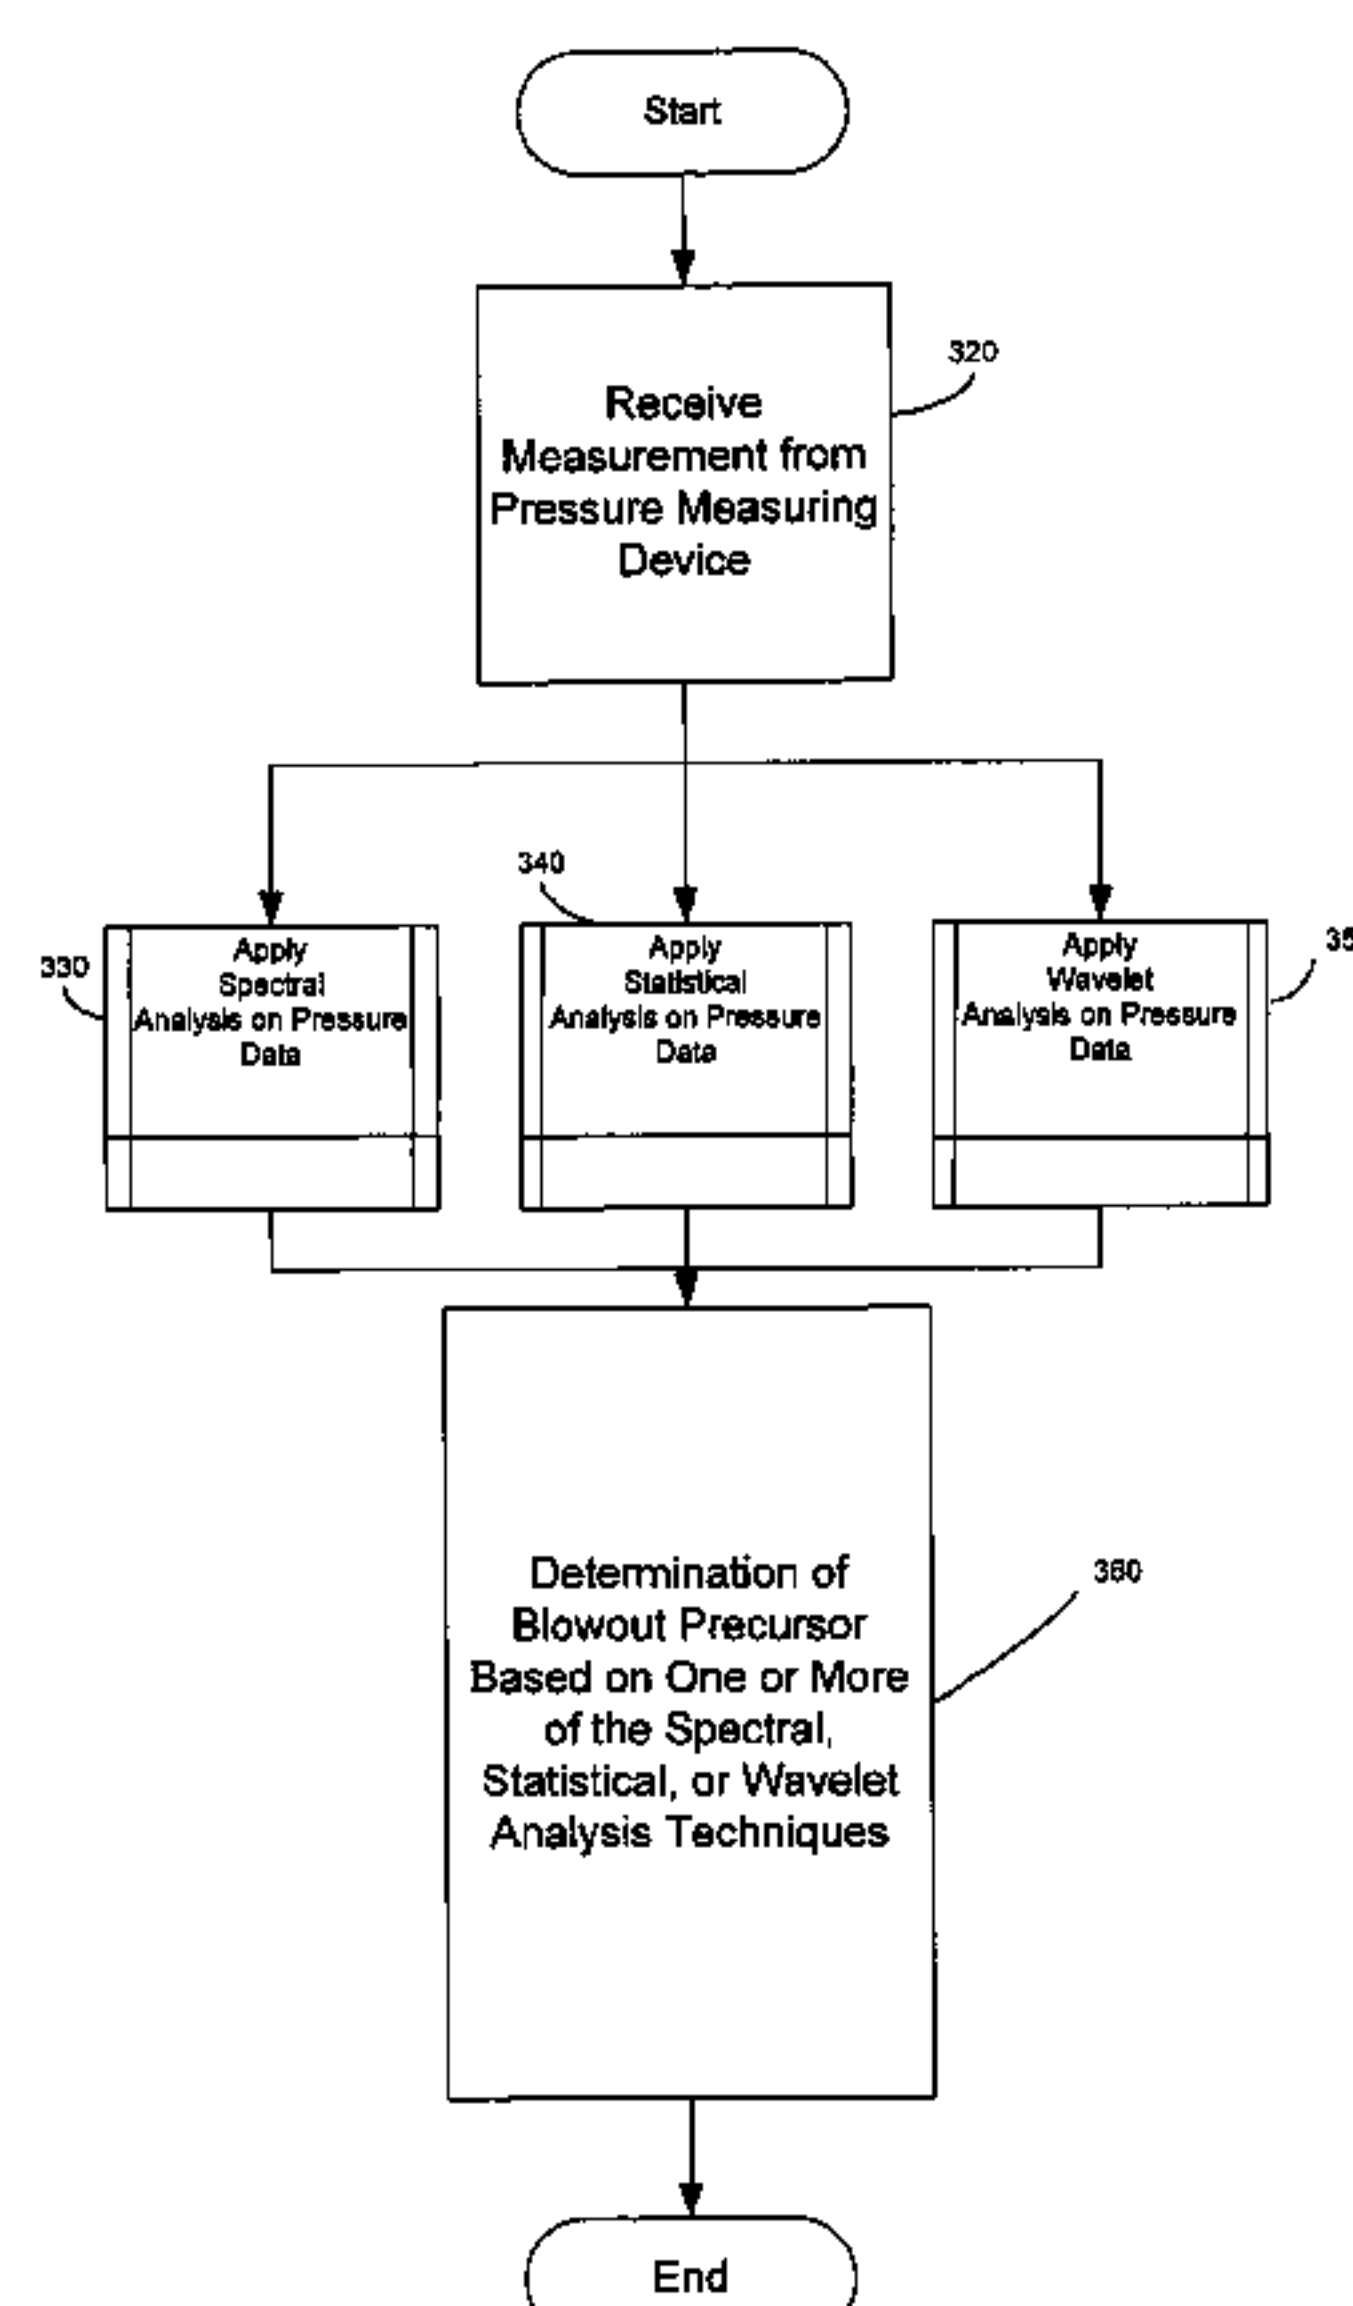 Start
320
Receive
Measurement from
Pressure Measuring
Device
340
330
Apply
Spectral
Analysis on Pressure
Data
Apply
Statistical
Analysis on Pressure
Data
Apply
Wavelet
Analysis on Pressure
Data
35
360
Determination of
Blowout Precursor
Based on One or More
of the Spectral,
Statistical, or Wavelet
Analysis Techniques
End